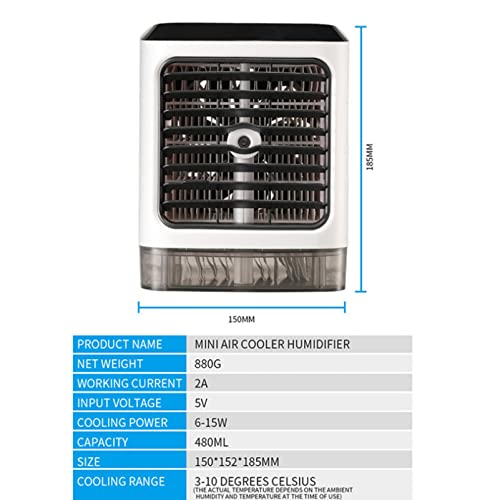 185MM
150MM
PRODUCT NAME MINI AIR COOLER HUMIDIFIER
NET WEIGHT 880G
WORKING CURRENT 2A
INPUT VOLTAGE 5V
COOLING POWER 6-15W
CAPACITY 480ML
SIZE 150*152*185MM
COOLING RANGE 3-10 DEGREES CELSIUS
(THE ACTUAL TEMPERATURE DEPENDS ON THE AMBIENT
HUMIDITY AND TEMPERATURE AT THE TIME OF USE)